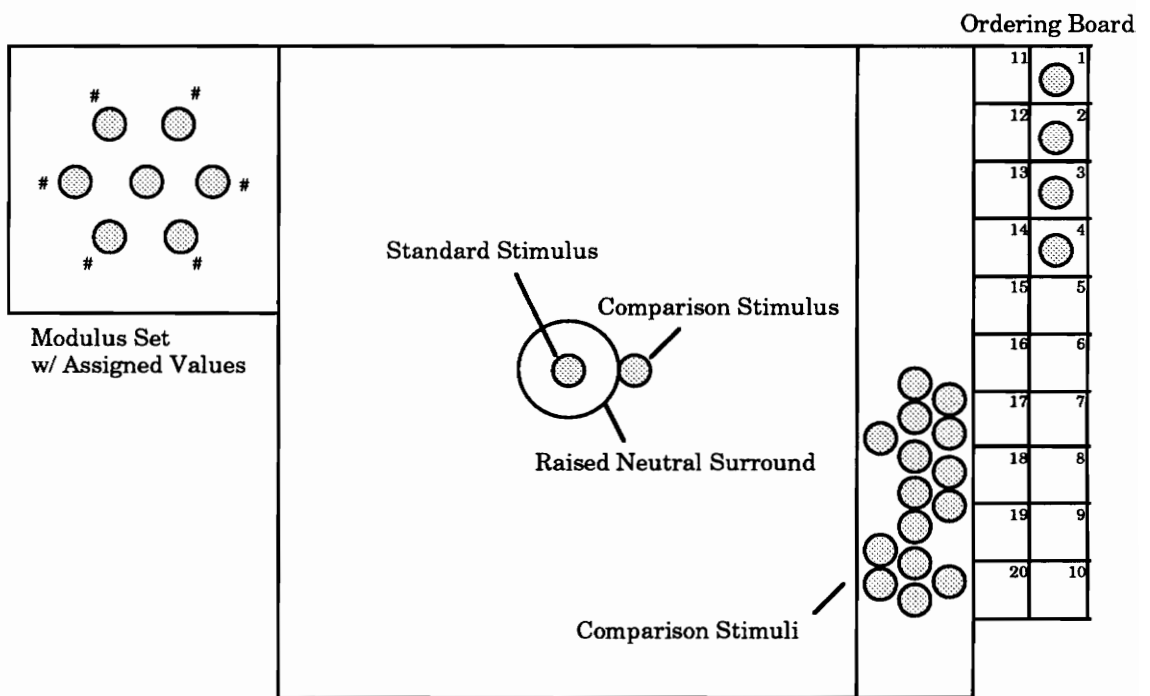 Ordering Board
# #
# #
# #
Modulus Set
w/ Assigned Values
Standard Stimulus
Comparison Stimulus
Raised Neutral Surround
Comparison Stimuli
11 1
12 2
13 3
14 4
15 5
16 6
17 7
18 8
19 9
20 10